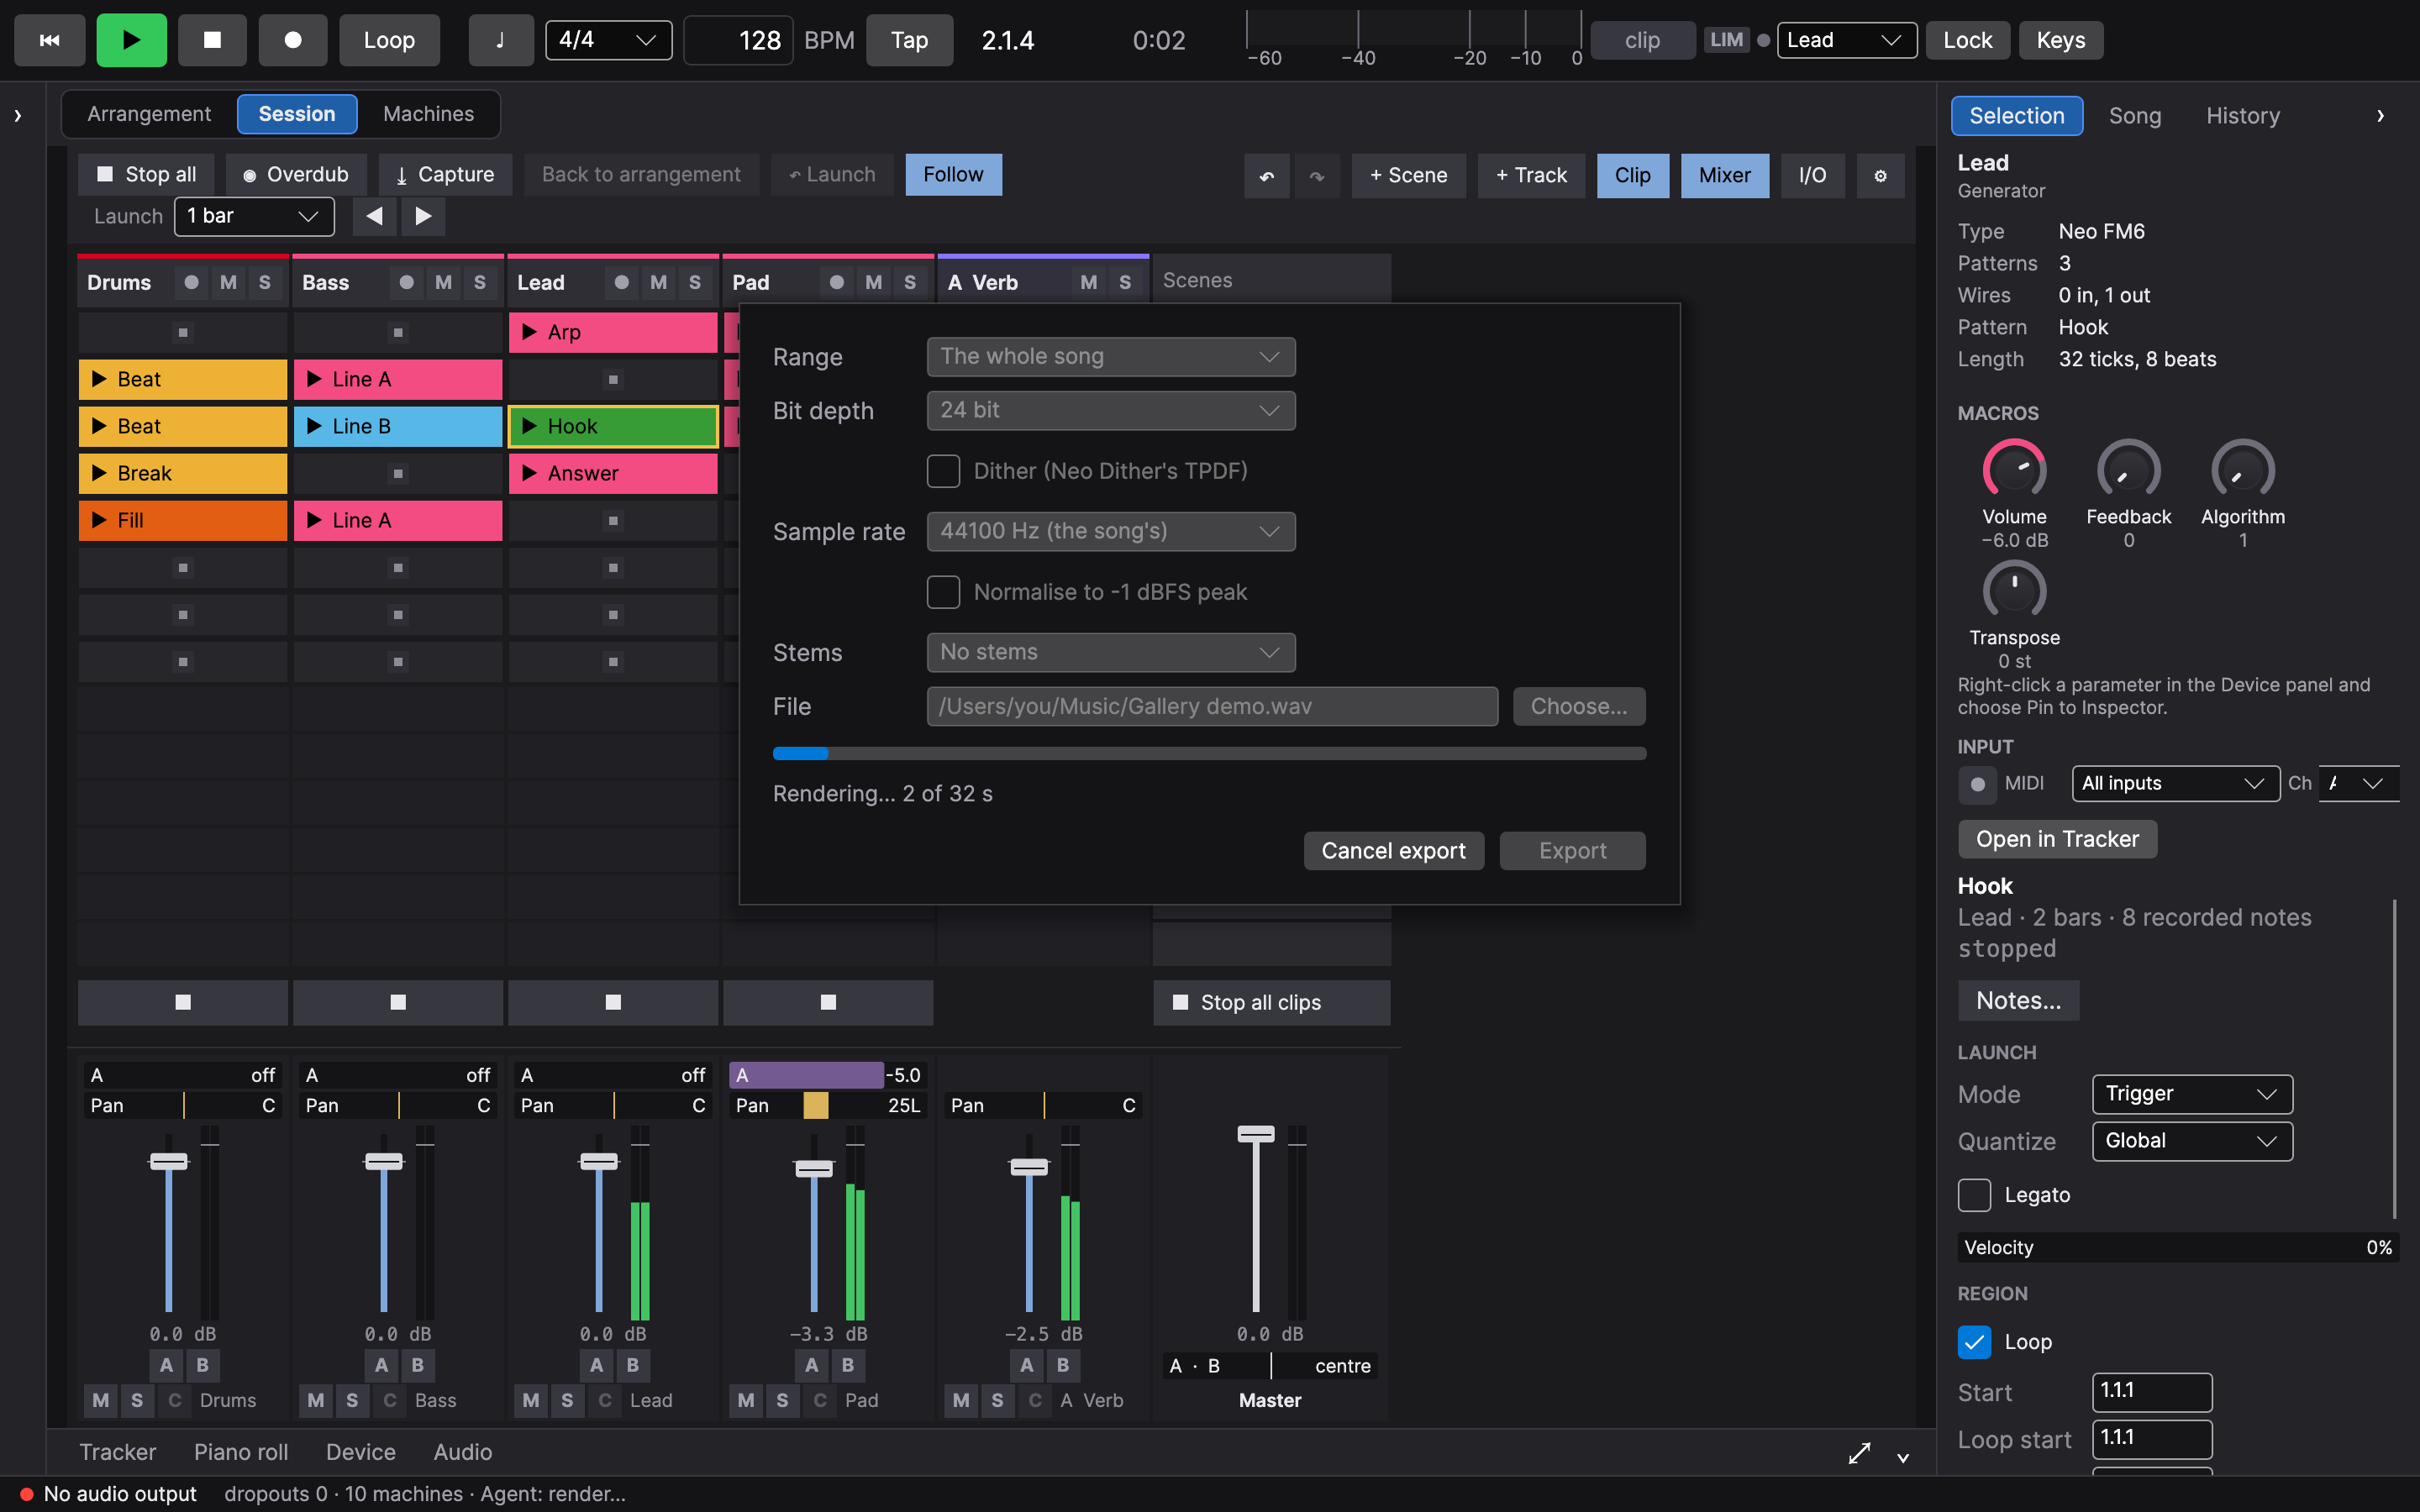 Loop
4/4
128 BPM
Tap
2.1.4
0:02
−60 −40 −20 −10 0
clip
LIM
Lead
Lock
Keys
Arrangement Session Machines
Stop all
Overdub
Capture
Back to arrangement
Launch
Follow
+ Scene
+ Track
Clip
Mixer
I/O
Launch 1 bar
Drums M S
Bass M S
Lead M S
Pad M S
A Verb M S
Scenes
Arp
Beat Line A
Beat Line B Hook
Break Answer
Fill Line A
Range The whole song
Bit depth 24 bit
Dither (Neo Dither's TPDF)
Sample rate 44100 Hz (the song's)
Normalise to -1 dBFS peak
Stems No stems
File /Users/you/Music/Gallery demo.wav Choose...
Rendering... 2 of 32 s
Cancel export Export
Stop all clips
A off A off A off A -5.0
Pan C Pan C Pan C Pan 25L Pan C
0.0 dB 0.0 dB 0.0 dB −3.3 dB −2.5 dB 0.0 dB
A B A B A B A B A B A · B centre
M S C Drums M S C Bass M S C Lead M S C Pad M S C A Verb Master
Tracker Piano roll Device Audio
No audio output dropouts 0 · 10 machines · Agent: render...
Selection Song History
Lead
Generator
Type Neo FM6
Patterns 3
Wires 0 in, 1 out
Pattern Hook
Length 32 ticks, 8 beats
MACROS
Volume Feedback Algorithm
−6.0 dB 0 1
Transpose
0 st
Right-click a parameter in the Device panel and
choose Pin to Inspector.
INPUT
MIDI All inputs Ch
Open in Tracker
Hook
Lead · 2 bars · 8 recorded notes
stopped
Notes...
LAUNCH
Mode Trigger
Quantize Global
Legato
Velocity 0%
REGION
Loop
Start 1.1.1
Loop start 1.1.1